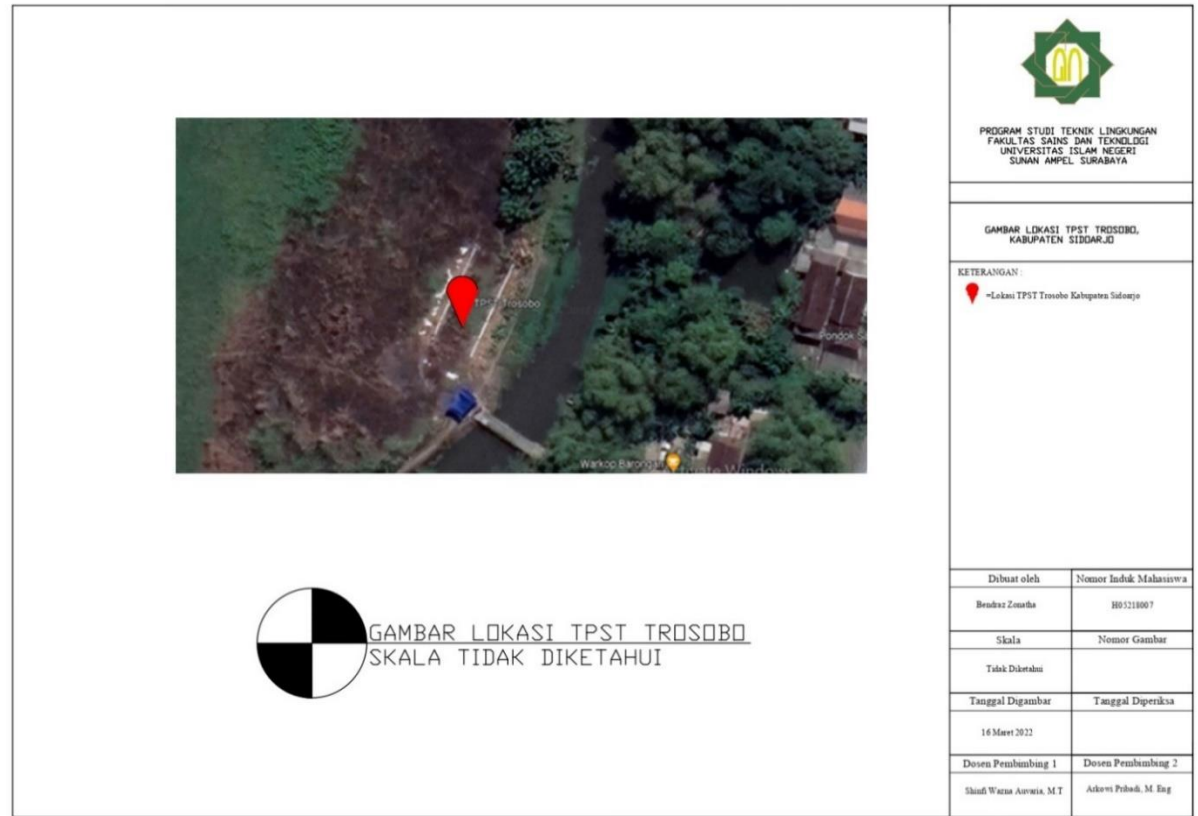 TPST Trosobo
Pondok Sa
Warkop Barongan
GAMBAR LOKASI TPST TROSOBO
SKALA TIDAK DIKETAHUI
PROGRAM STUDI TEKNIK LINGKUNGAN
FAKULTAS SAINS DAN TEKNOLOGI
UNIVERSITAS ISLAM NEGERI
SUNAN AMPEL SURABAYA
GAMBAR LOKASI TPST TROSOBO,
KABUPATEN SIDOARJO
KETERANGAN :
=Lokasi TPST Trosobo Kabupaten Sidoarjo
Dibuat oleh
Nomor Induk Mahasiswa
Bendraz Zonatha
H05218007
Skala
Nomor Gambar
Tidak Diketahui
Tanggal Digambar
Tanggal Diperiksa
16 Maret 2022
Dosen Pembimbing 1
Dosen Pembimbing 2
Shinfi Warna Auvaria, M.T
Arkowi Pribadi, M. Eng